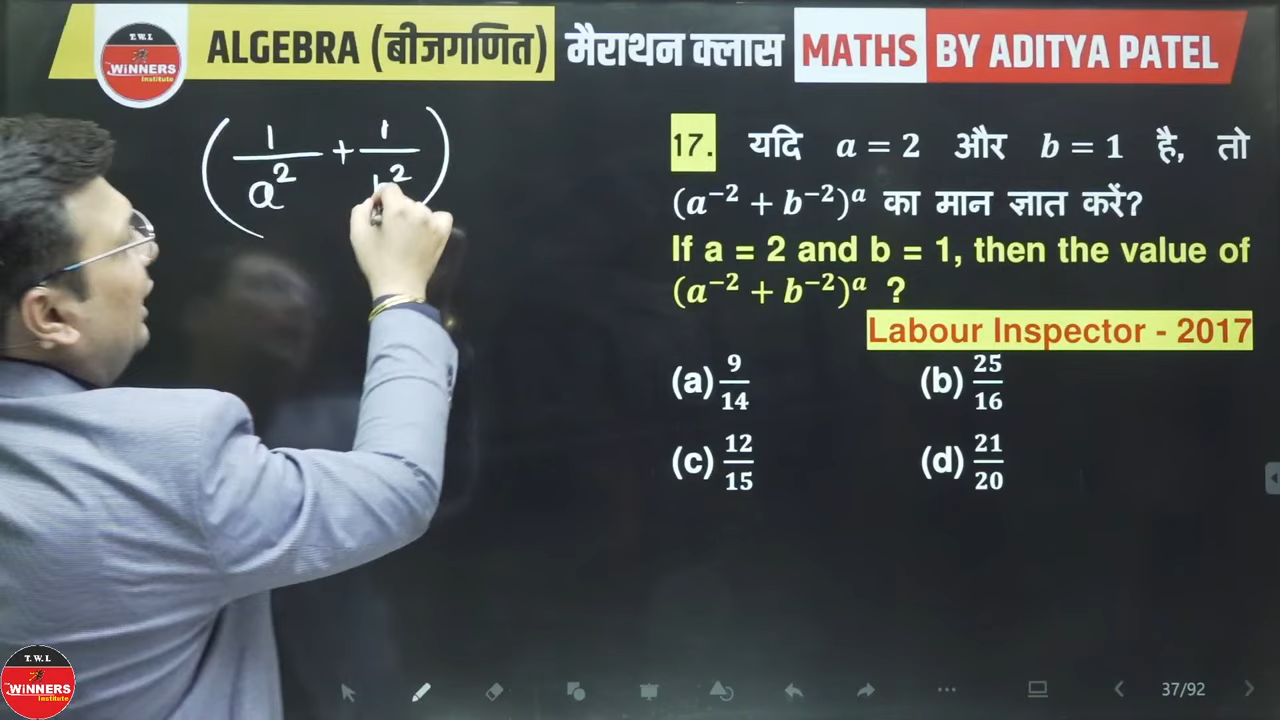 T.W.I.
WiNNERS
Institute
ALGEBRA (बीजगणित) मैराथन क्लास MATHS BY ADITYA PATEL
(1/a² + 1/b²)
17. यदि a = 2 और b = 1 है, तो
(a⁻² + b⁻²)ᵃ का मान ज्ञात करें?
If a = 2 and b = 1, then the value of
(a⁻² + b⁻²)ᵃ ?
Labour Inspector - 2017
(a) 9/14 (b) 25/16
(c) 12/15 (d) 21/20
T.W.I.
WiNNERS
Institute
37/92